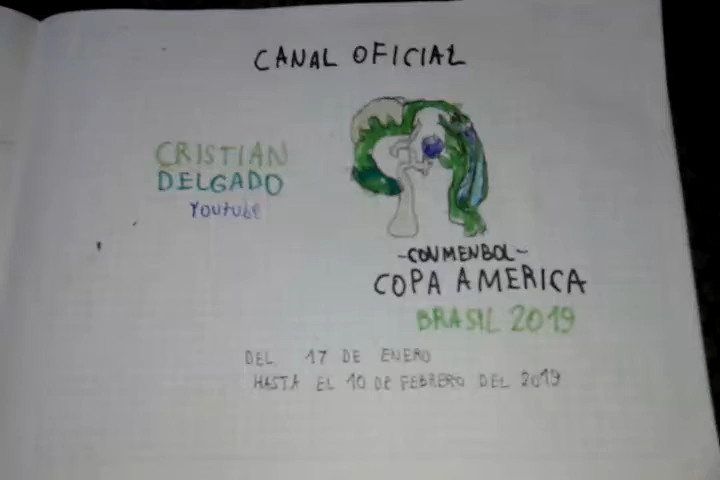 CANAL OFICIAL
CRISTIAN
DELGADO
Youtube
-CONMENBOL-
COPA AMERICA
BRASIL 2019
DEL 17 DE ENERO
HASTA EL 10 DE FEBRERO DEL 2019